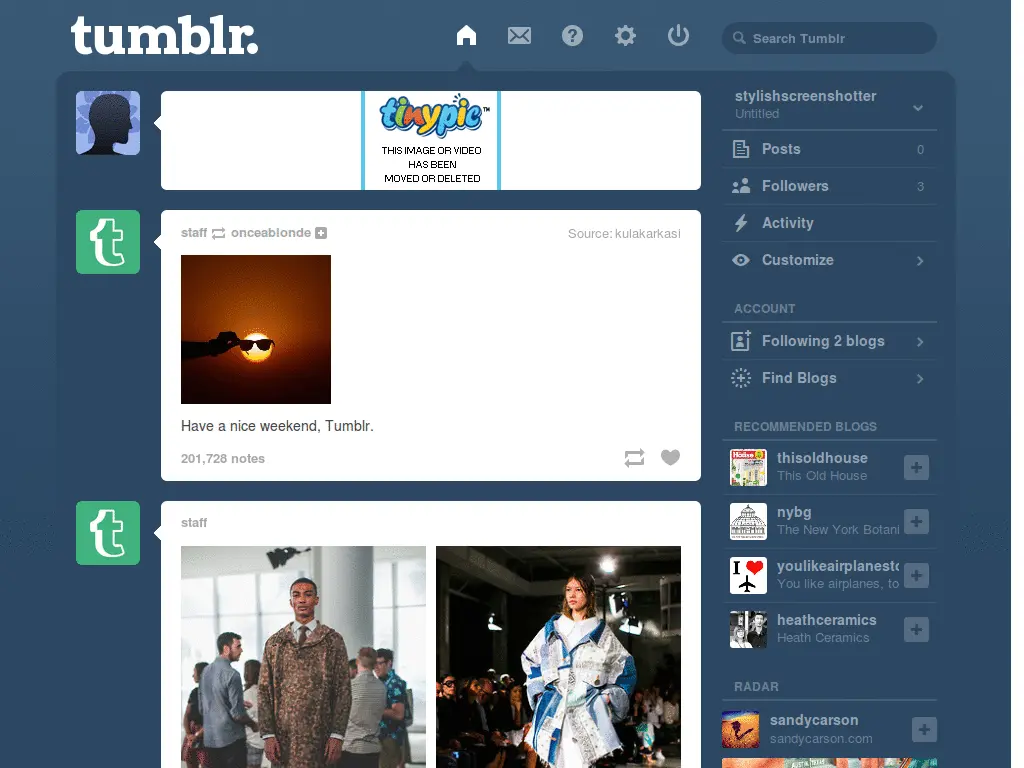 tumblr.
Search Tumblr
tinypic™
THIS IMAGE OR VIDEO
HAS BEEN
MOVED OR DELETED
staff onceablonde
Source: kulakarkasi
Have a nice weekend, Tumblr.
201,728 notes
staff
stylishscreenshotter
Untitled
Posts 0
Followers 3
Activity
Customize
ACCOUNT
Following 2 blogs
Find Blogs
RECOMMENDED BLOGS
thisoldhouse
This Old House
nybg
The New York Botani
youlikeairplanesto
You like airplanes, to
heathceramics
Heath Ceramics
RADAR
sandycarson
sandycarson.com